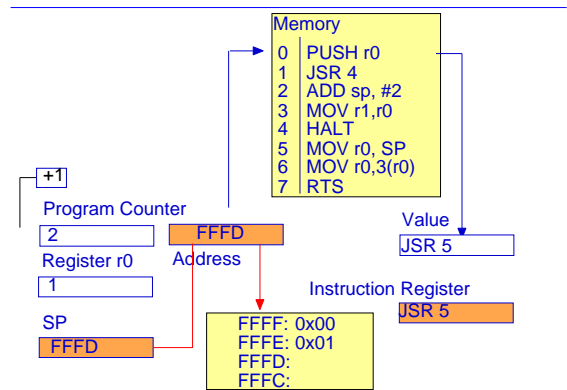 Memory
0 PUSH r0
1 JSR 4
2 ADD sp, #2
3 MOV r1,r0
4 HALT
5 MOV r0, SP
6 MOV r0,3(r0)
7 RTS
+1
Program Counter
2
FFFD
Address
Value
JSR 5
Register r0
1
Instruction Register
JSR 5
SP
FFFD
FFFF: 0x00
FFFE: 0x01
FFFD:
FFFC: